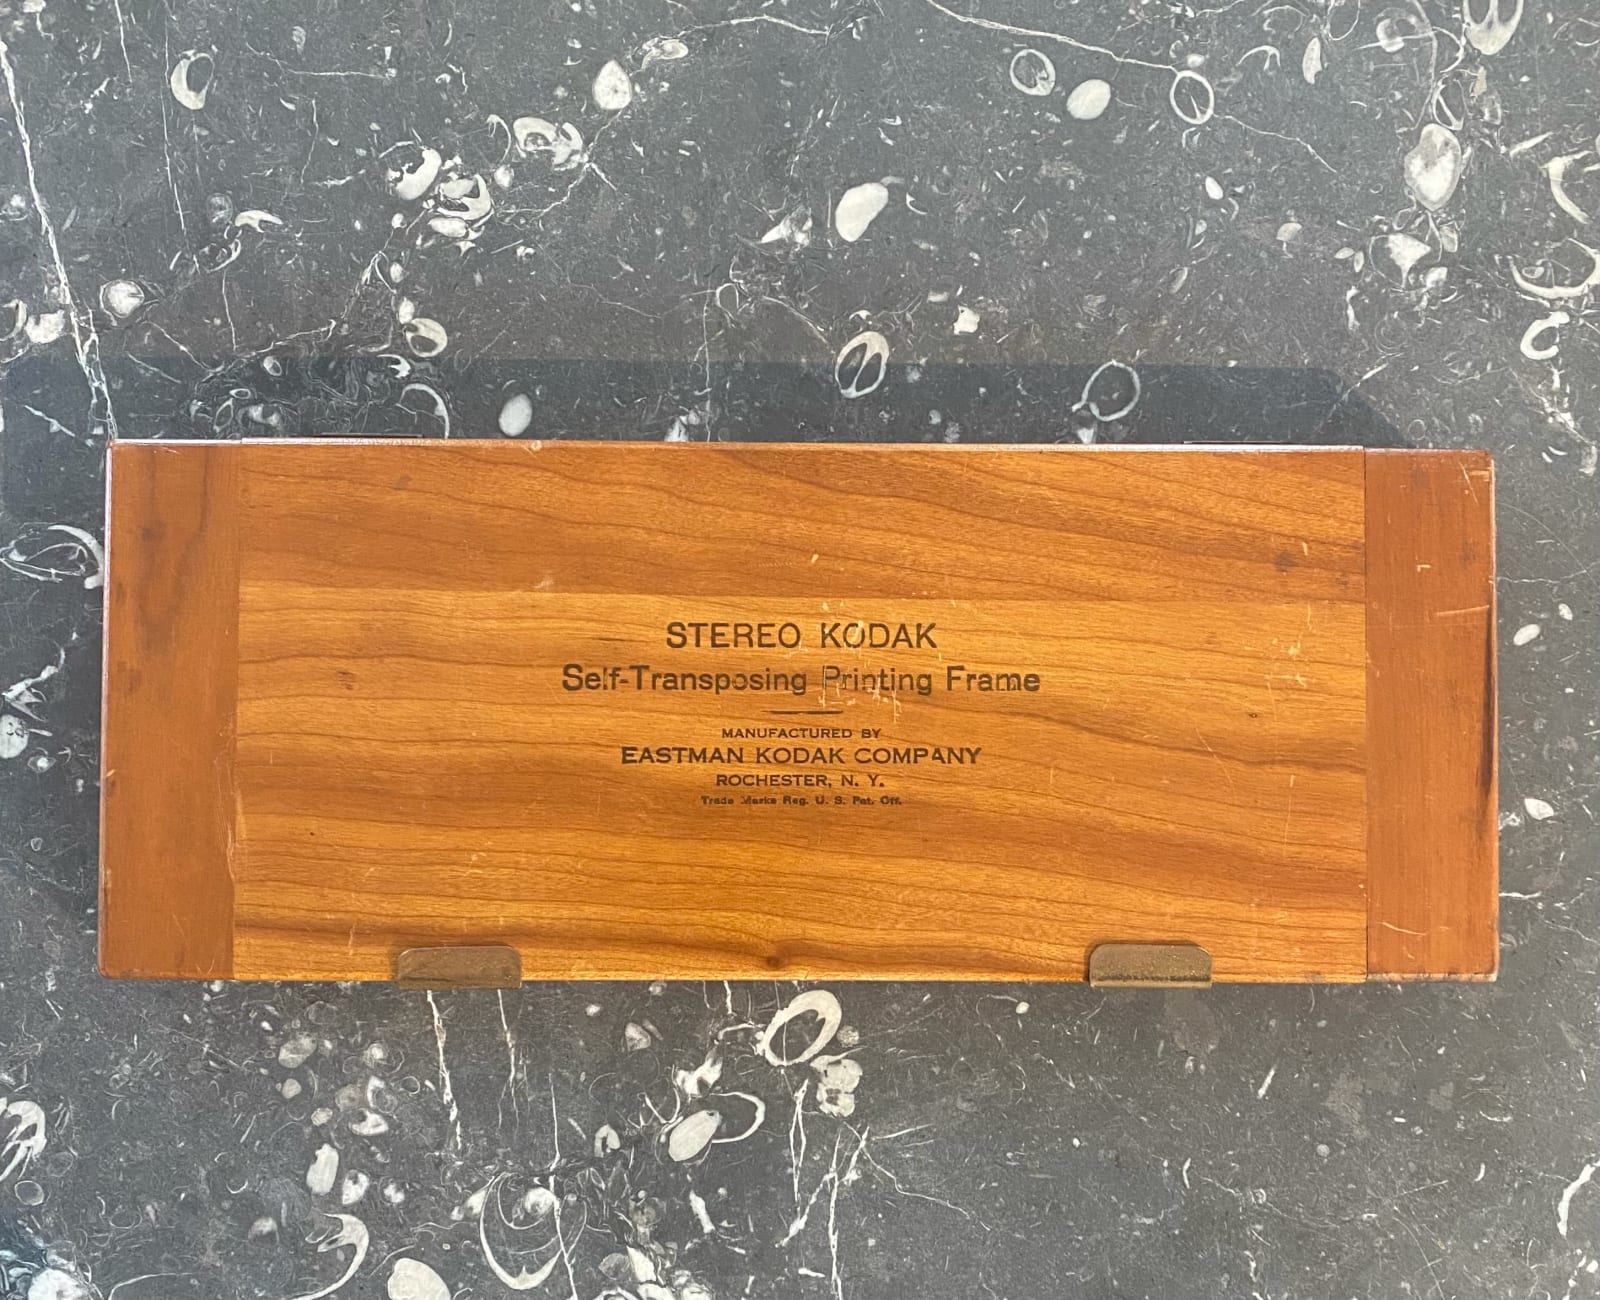 STEREO KODAK
Self-Transposing Printing Frame
MANUFACTURED BY
EASTMAN KODAK COMPANY
ROCHESTER, N. Y.
Trade Marks Reg. U. S. Pat. Off.